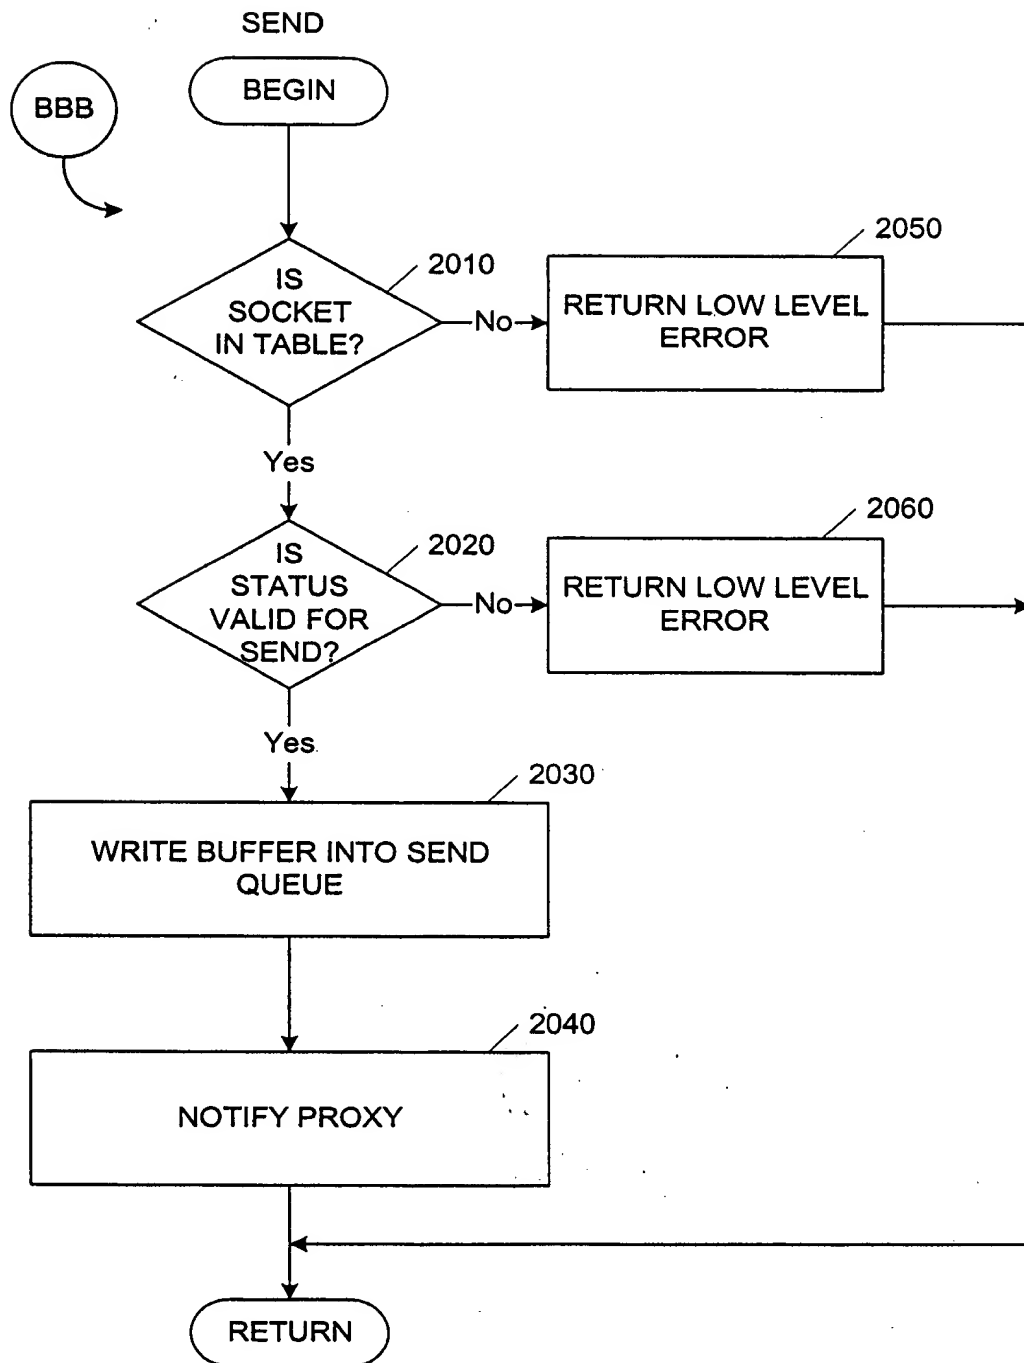 SEND
BEGIN
BBB
IS
SOCKET
IN TABLE?
2010
No
2050
RETURN LOW LEVEL
ERROR
Yes
IS
STATUS
VALID FOR
SEND?
2020
No
2060
RETURN LOW LEVEL
ERROR
Yes
2030
WRITE BUFFER INTO SEND
QUEUE
2040
NOTIFY PROXY
RETURN